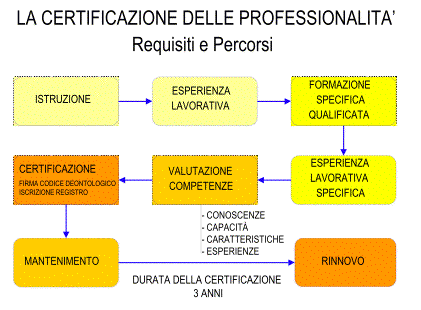 LA CERTIFICAZIONE DELLE PROFESSIONALITA'
Requisiti e Percorsi
ISTRUZIONE
ESPERIENZA
LAVORATIVA
FORMAZIONE
SPECIFICA
QUALIFICATA
ESPERIENZA
LAVORATIVA
SPECIFICA
VALUTAZIONE
COMPETENZE
- CONOSCENZE
- CAPACITÀ
- CARATTERISTICHE
- ESPERIENZE
CERTIFICAZIONE
FIRMA CODICE DEONTOLOGICO
ISCRIZIONE REGISTRO
MANTENIMENTO
DURATA DELLA CERTIFICAZIONE
3 ANNI
RINNOVO